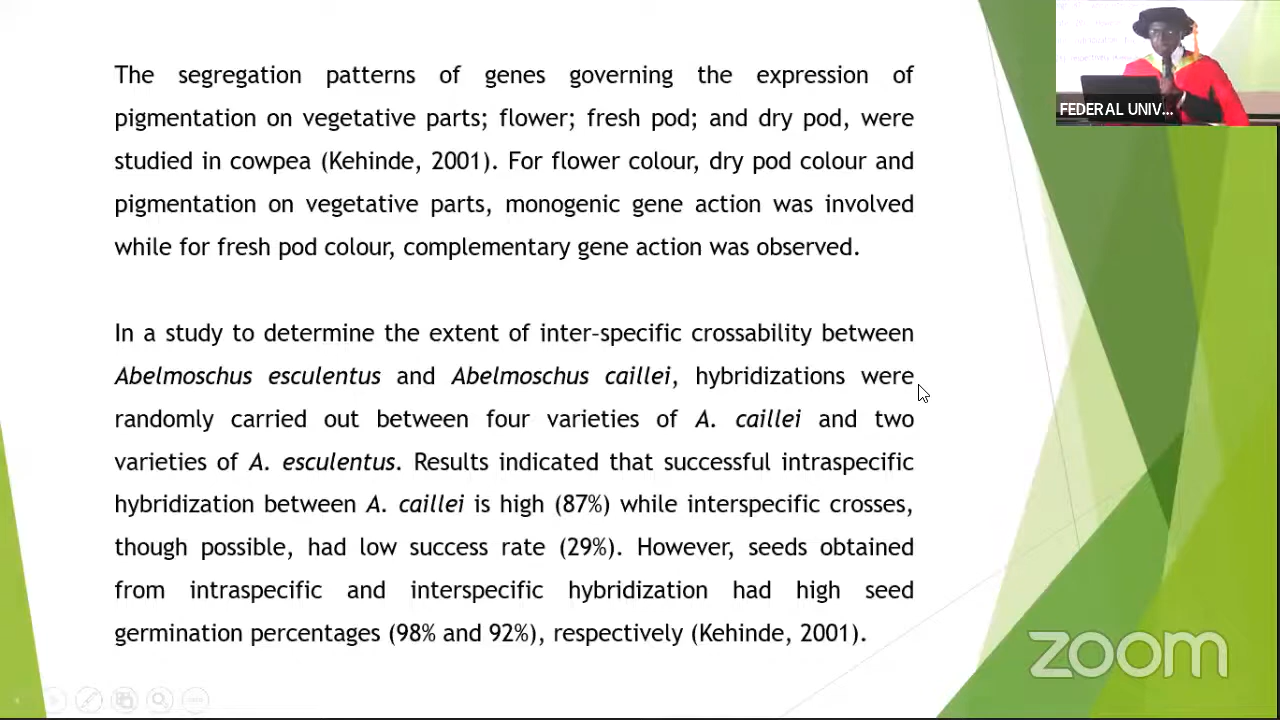 The segregation patterns of genes governing the expression of
pigmentation on vegetative parts; flower; fresh pod; and dry pod, were
studied in cowpea (Kehinde, 2001). For flower colour, dry pod colour and
pigmentation on vegetative parts, monogenic gene action was involved
while for fresh pod colour, complementary gene action was observed.
In a study to determine the extent of inter-specific crossability between
Abelmoschus esculentus and Abelmoschus caillei, hybridizations were
randomly carried out between four varieties of A. caillei and two
varieties of A. esculentus. Results indicated that successful intraspecific
hybridization between A. caillei is high (87%) while interspecific crosses,
though possible, had low success rate (29%). However, seeds obtained
from intraspecific and interspecific hybridization had high seed
germination percentages (98% and 92%), respectively (Kehinde, 2001).
FEDERAL UNIV...
zoom